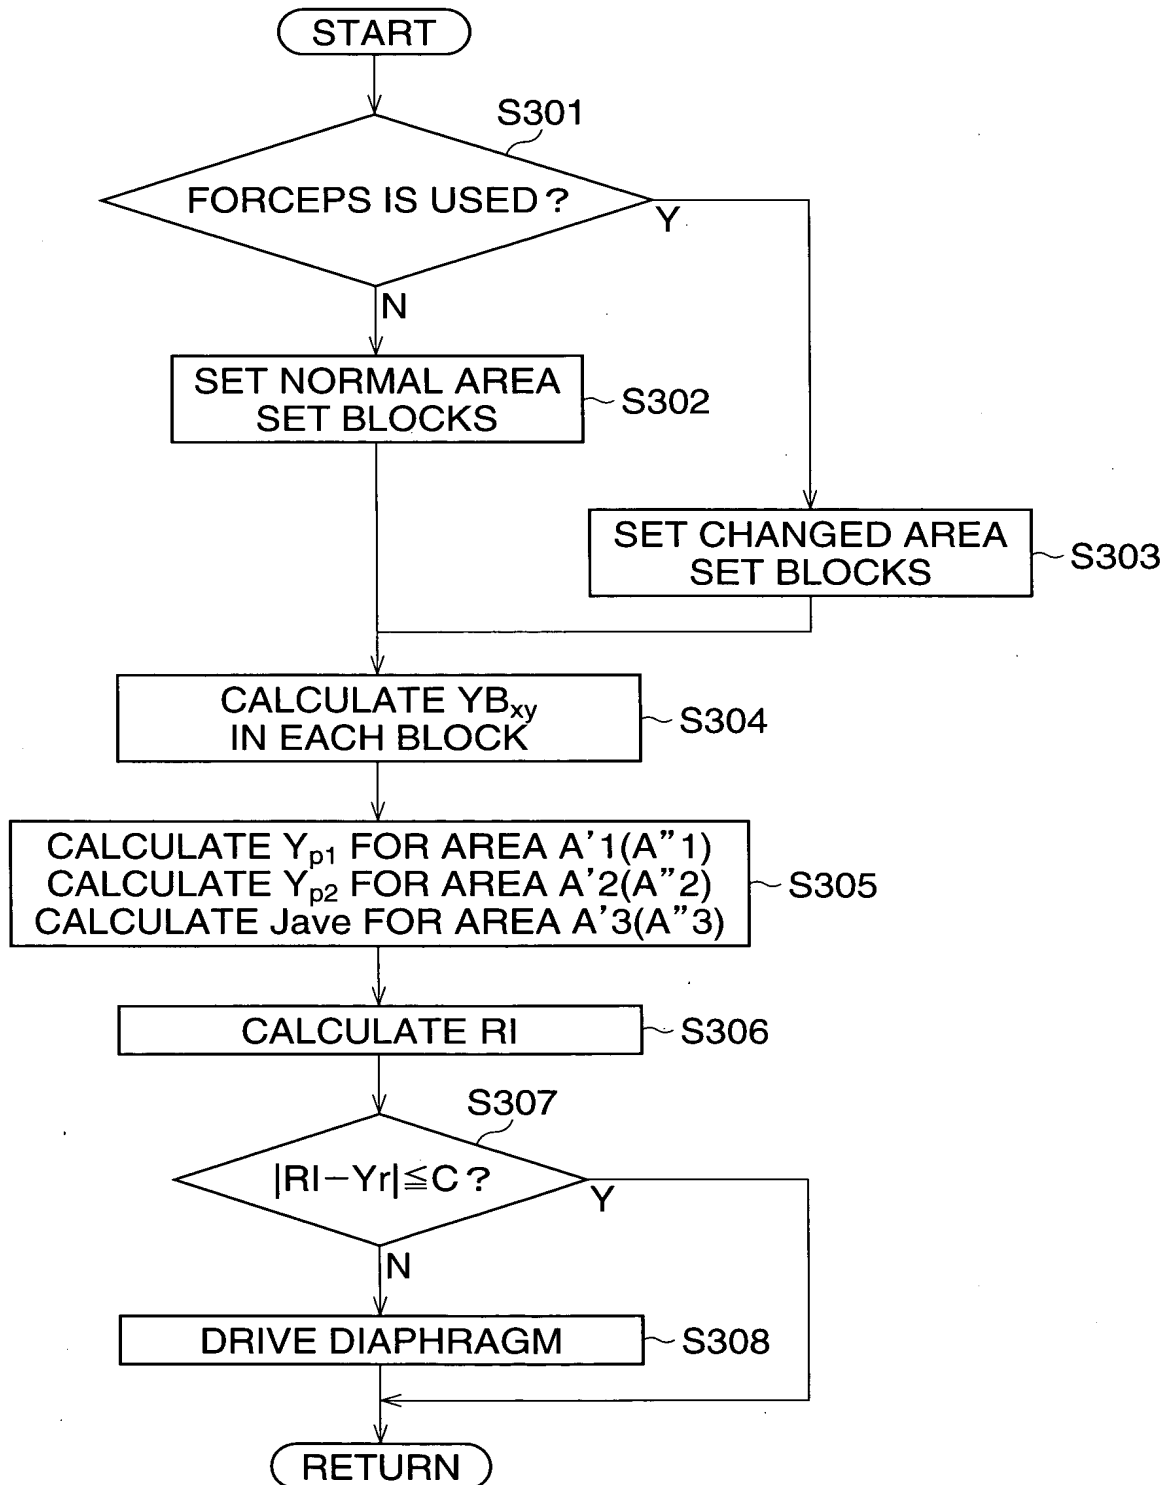 START
S301
FORCEPS IS USED?
Y
N
SET NORMAL AREA
SET BLOCKS
S302
SET CHANGED AREA
SET BLOCKS
S303
CALCULATE YBxy
IN EACH BLOCK
S304
CALCULATE Yp1 FOR AREA A’1(A”1)
CALCULATE Yp2 FOR AREA A’2(A”2)
CALCULATE Jave FOR AREA A’3(A”3)
S305
CALCULATE RI
S306
S307
|RI−Yr|≦C?
Y
N
DRIVE DIAPHRAGM
S308
RETURN